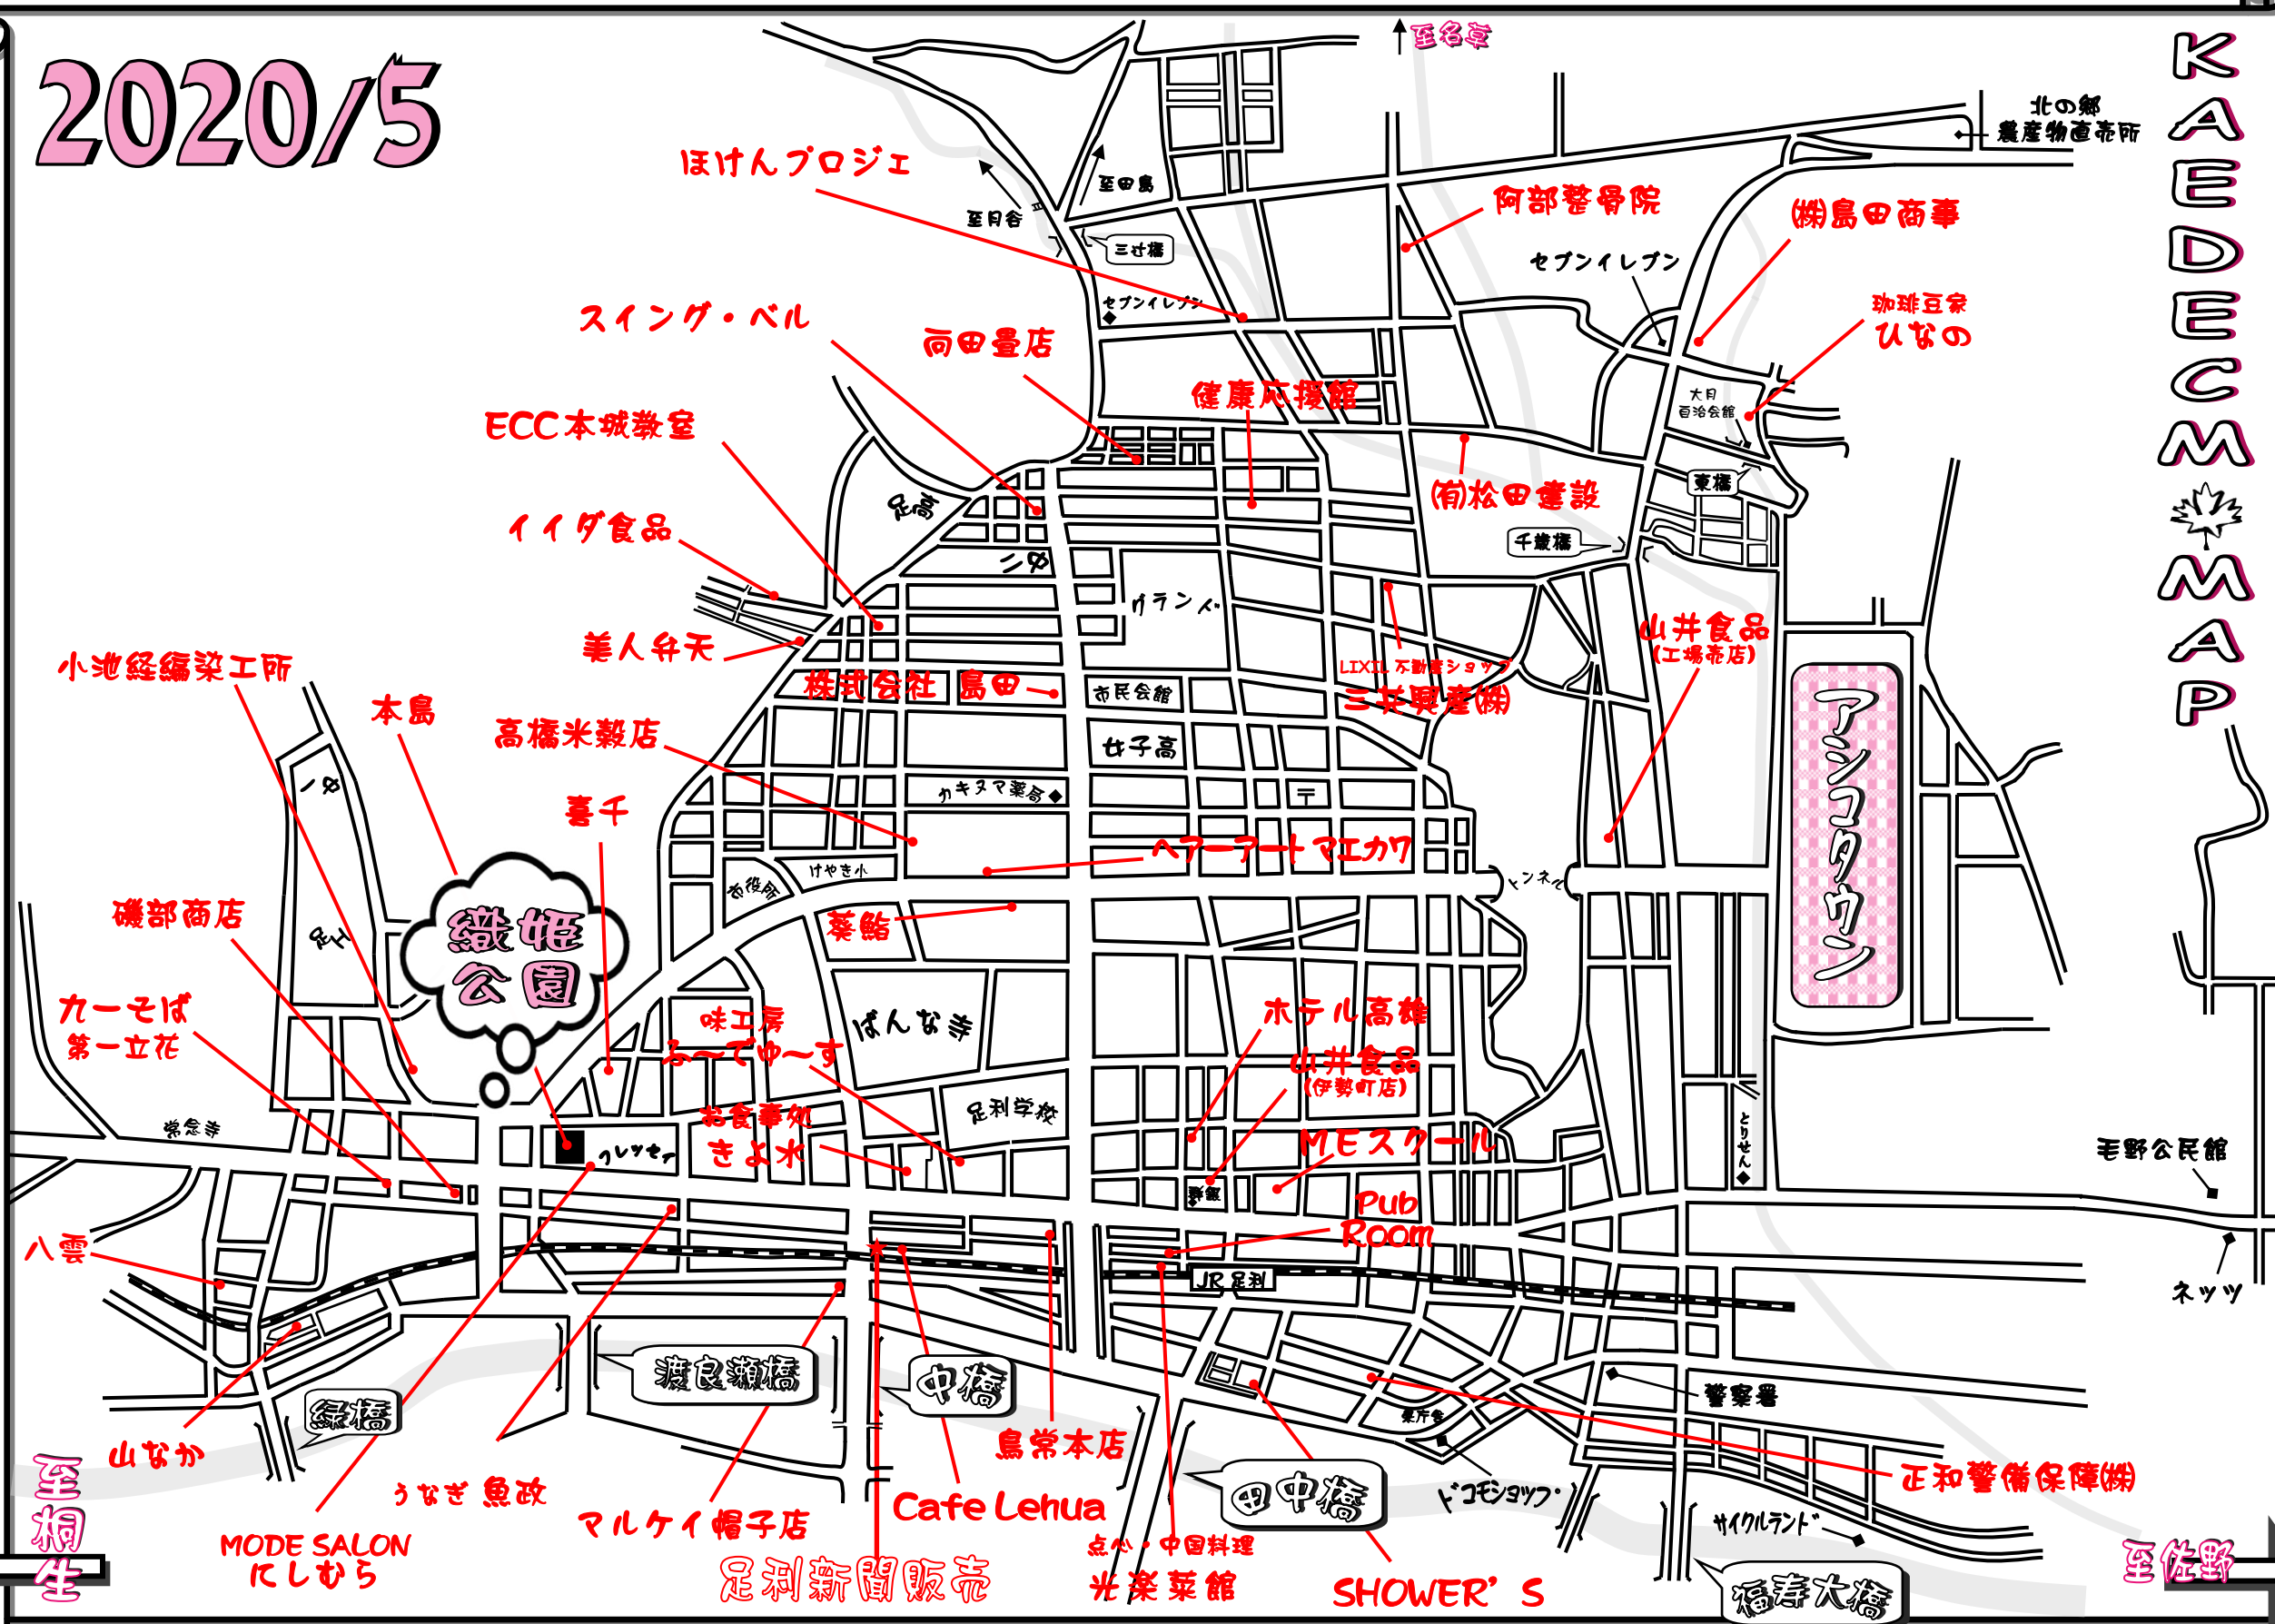 2020/5
KAEDECMMAP
至名草
北の郷
農産物直売所
ほけんプロジェ
至田島
至月谷
三辻橋
阿部整骨院
㈱島田商事
セブンイレブン
セブンイレブン
珈琲豆家
ひなの
スイング・ベル
向田畳店
健康応援館
大月
自治会館
ECC本城教室
㈲松田建設
東橋
千歳橋
足高
イイダ食品
二中
グランド
美人弁天
山井食品
(工場売店)
小池経編染工所
株式会社 島田
市民会館
LIXIL 不動産ショップ
三共興産㈱
本島
高橋米穀店
女子高
アシコタウン
一中
カキヌマ薬局
〒
喜千
ヘアーアートマエカワ
けやき小
市役所
トンネル
磯部商店
足工
織姫
公園
葵鮨
九一そば
第一立花
味工房
ゐ〜でゆ〜す
ばんな寺
ホテル高雄
山井食品
(伊勢町店)
常念寺
お食事処
きよ水
足利学校
MEスクール
とりせん
フレッセイ
毛野公民館
Pub
Room
八雲
JR足利
ネッツ
渡良瀬橋
中橋
緑橋
警察署
県庁舎
山なか
鳥常本店
田中橋
正和警備保障㈱
至桐生
うなぎ 魚政
マルケイ帽子店
Cafe Lehua
ドコモショップ
サイクルランド
MODE SALON
にしむら
足利新聞販売
点心・中国料理
光楽菜館
SHOWER'S
福寿大橋
至佐野